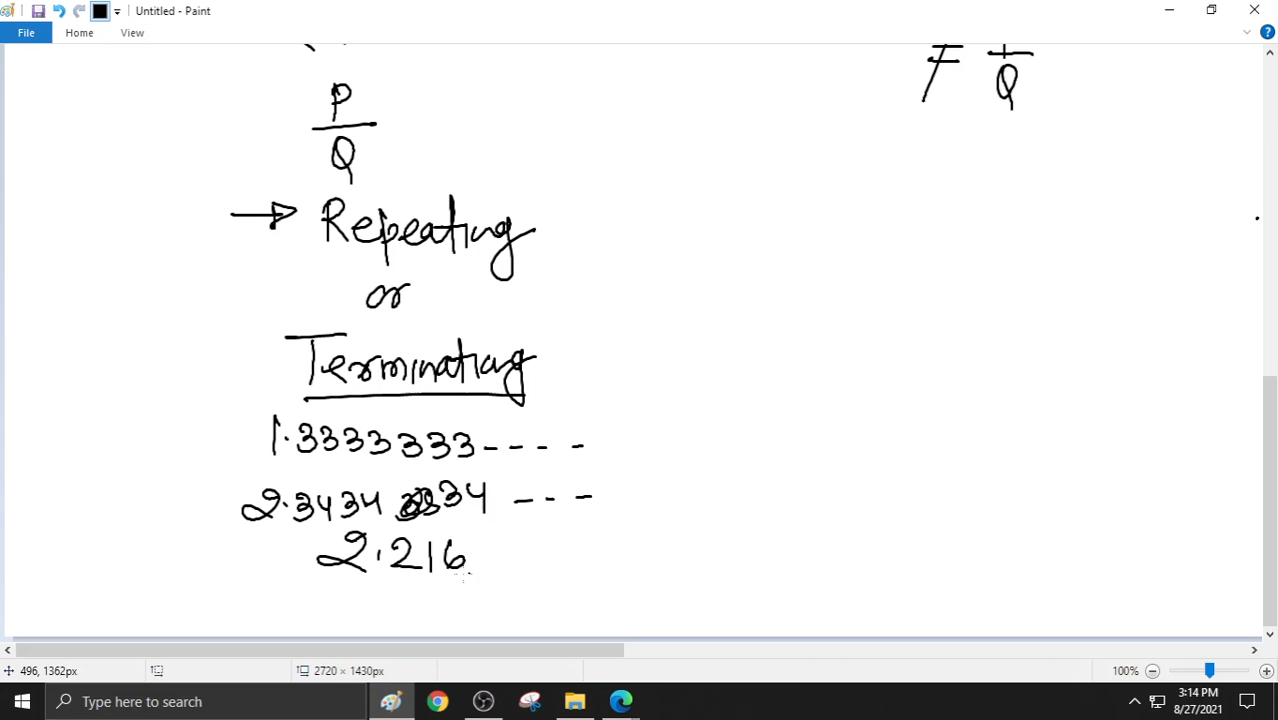 Untitled - Paint
File Home View
P
Q
Repeating
or
Terminating
1.3333333----
2.3434 34 ---
2.216
≠
Q
496, 1362px
2720 × 1430px
100%
Type here to search
3:14 PM
8/27/2021